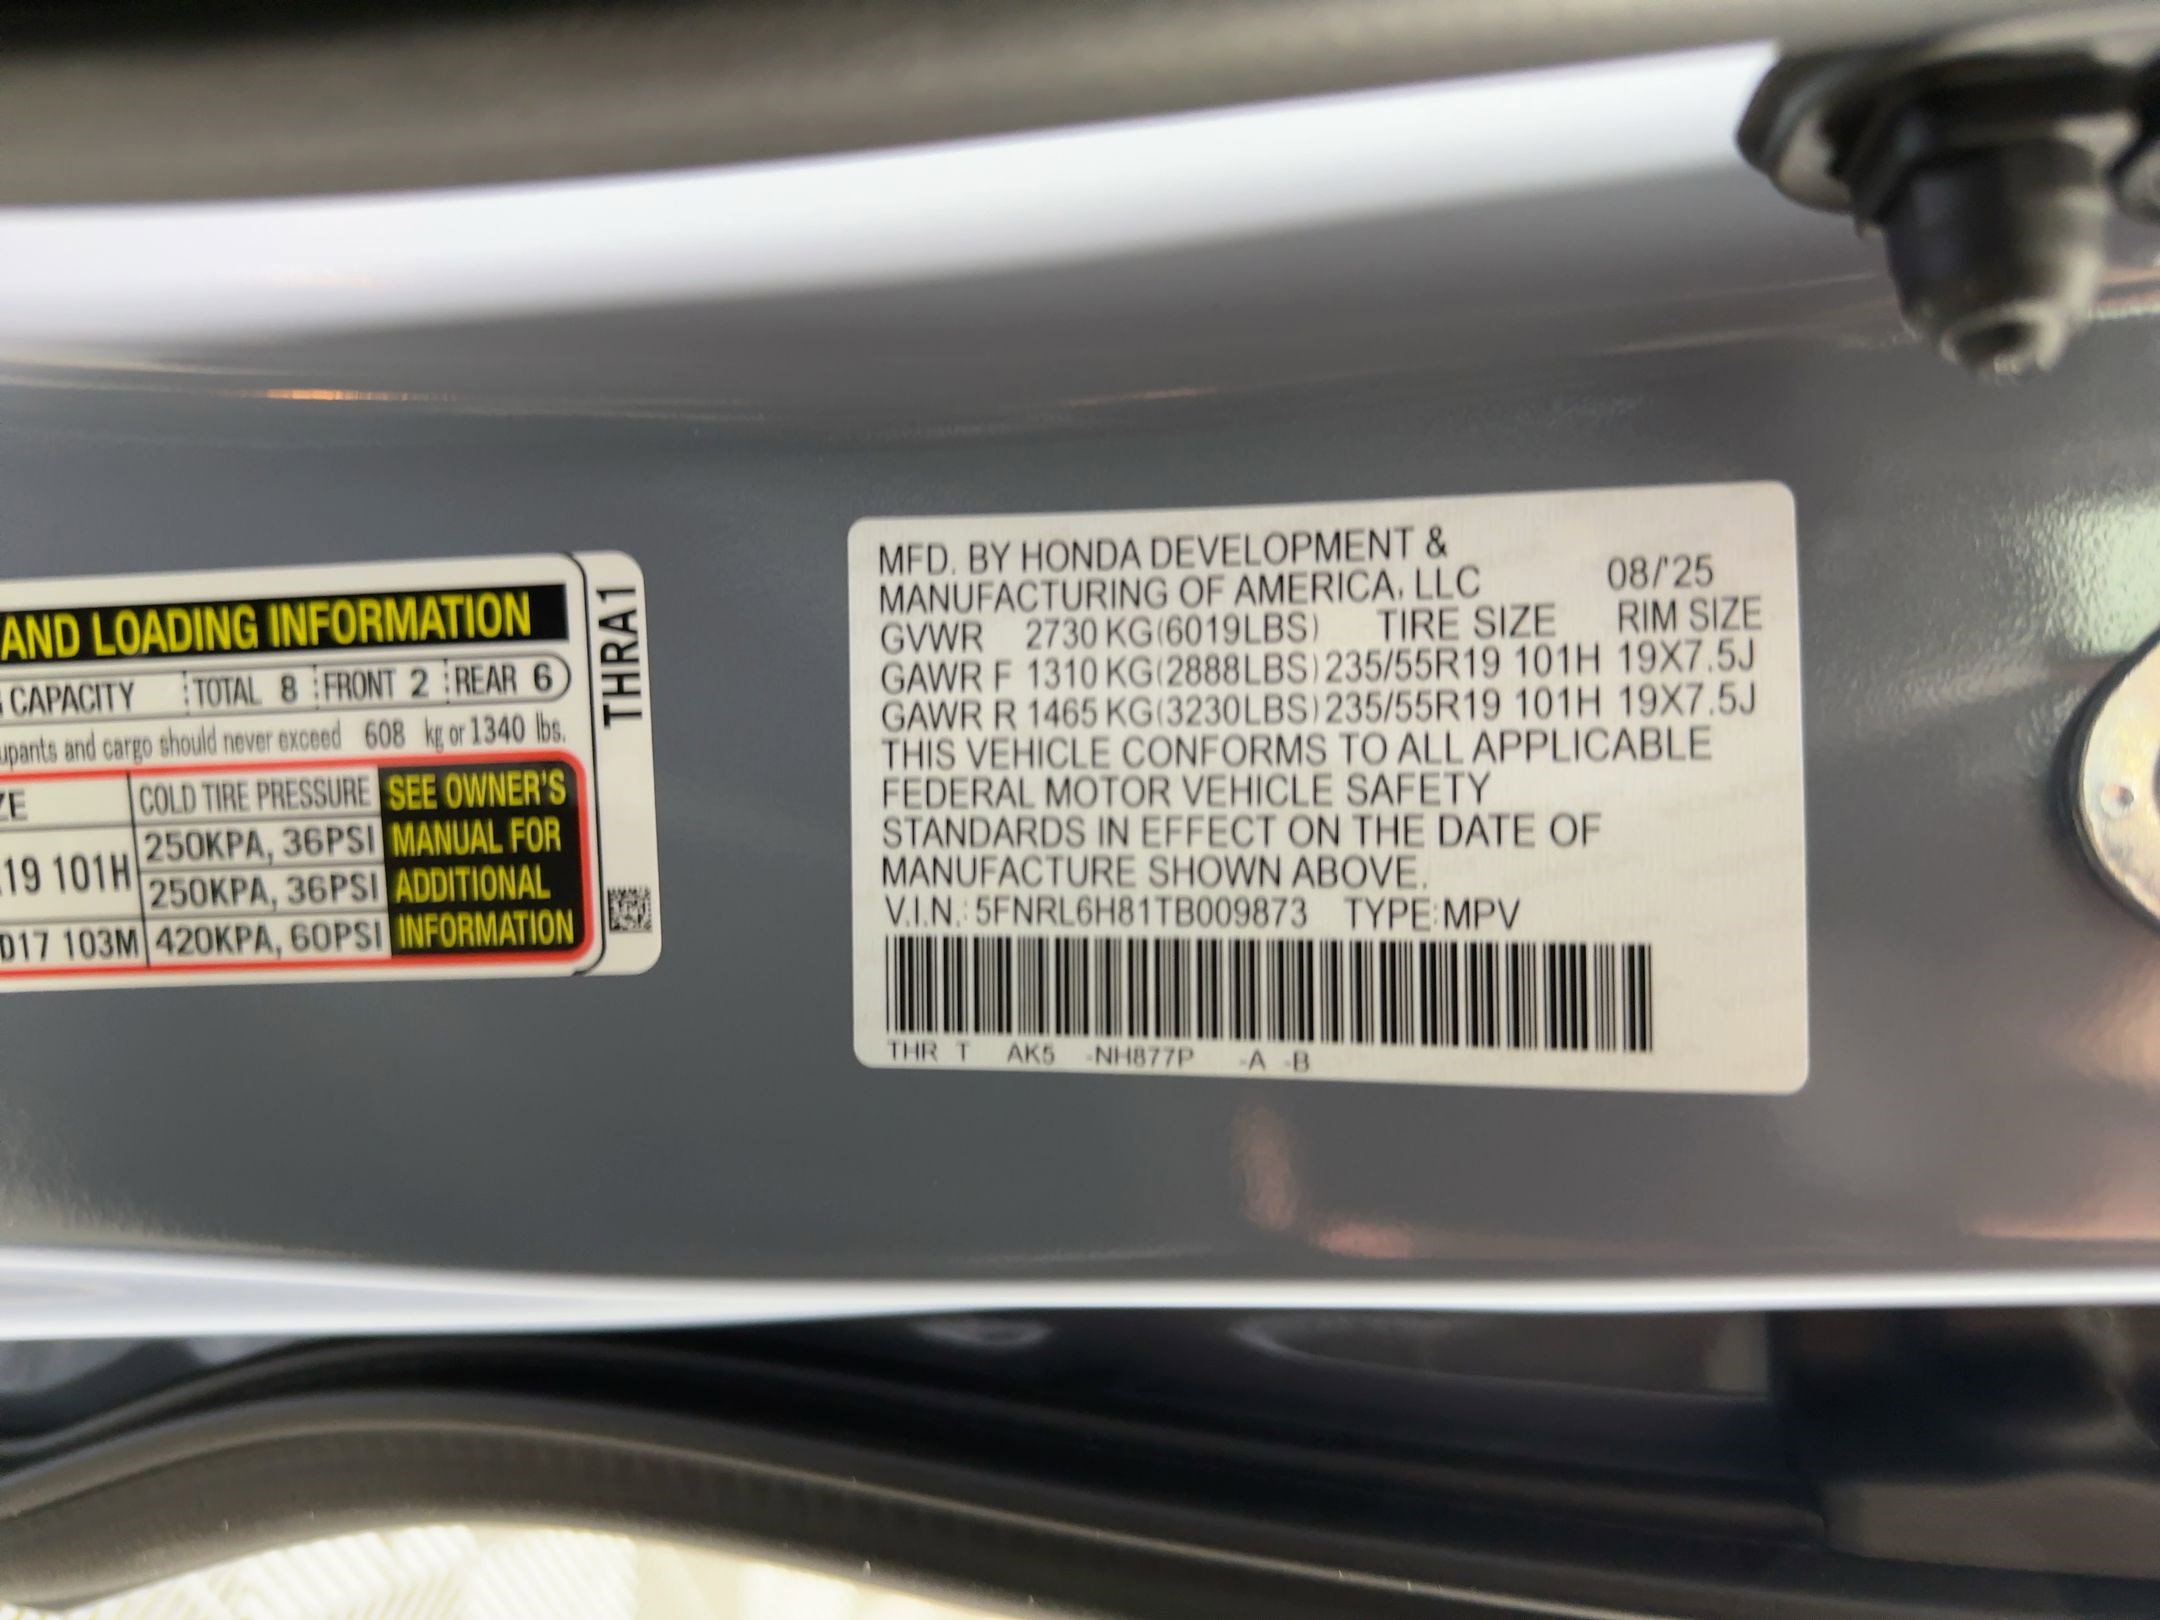 AND LOADING INFORMATION
CAPACITY TOTAL 8 FRONT 2 REAR 6
and cargo should never exceed 608 kg or 1340 lbs.
COLD TIRE PRESSURE SEE OWNER'S
250KPA, 36PSI MANUAL FOR
19 101H
250KPA, 36PSI ADDITIONAL
D17 103M 420KPA, 60PSI INFORMATION
THRA1
MFD. BY HONDA DEVELOPMENT &
MANUFACTURING OF AMERICA, LLC 08/'25
GVWR 2730 KG(6019LBS) TIRE SIZE RIM SIZE
GAWR F 1310 KG(2888LBS) 235/55R19 101H 19X7.5J
GAWR R 1465 KG(3230LBS) 235/55R19 101H 19X7.5J
THIS VEHICLE CONFORMS TO ALL APPLICABLE
FEDERAL MOTOR VEHICLE SAFETY
STANDARDS IN EFFECT ON THE DATE OF
MANUFACTURE SHOWN ABOVE.
V.I.N.: 5FNRL6H81TB009873 TYPE:MPV
THR T AK5 -NH877P -A -B